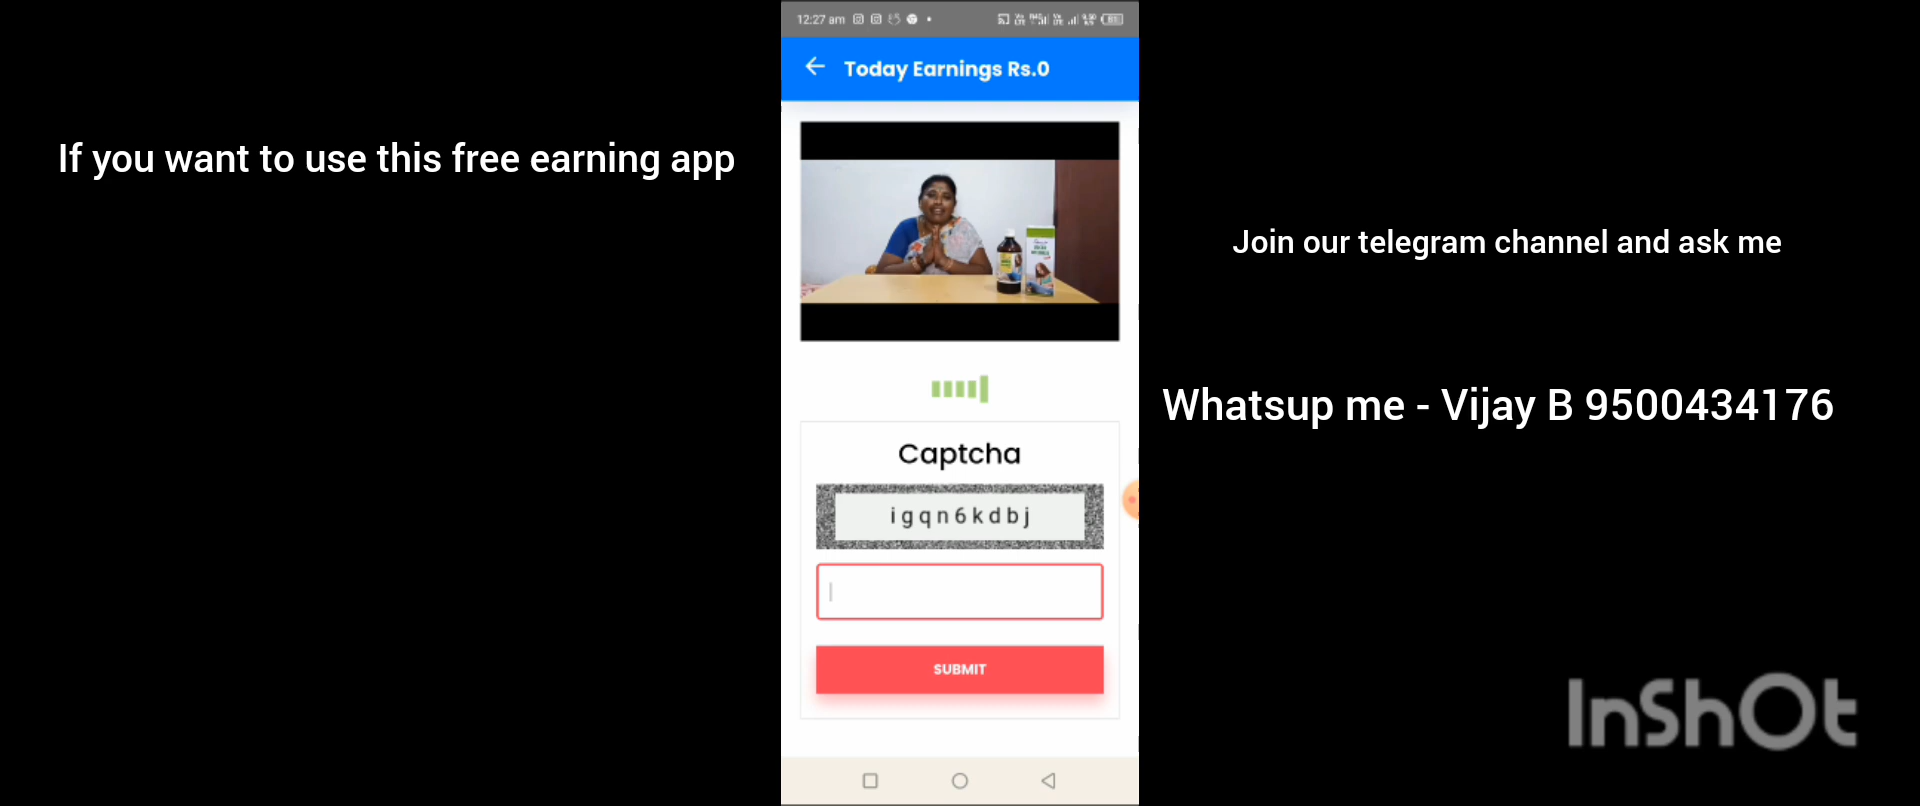 12:27 am
Today Earnings Rs.0
If you want to use this free earning app
Join our telegram channel and ask me
Whatsup me - Vijay B 9500434176
Captcha
igqn6kdbj
SUBMIT
InShOt